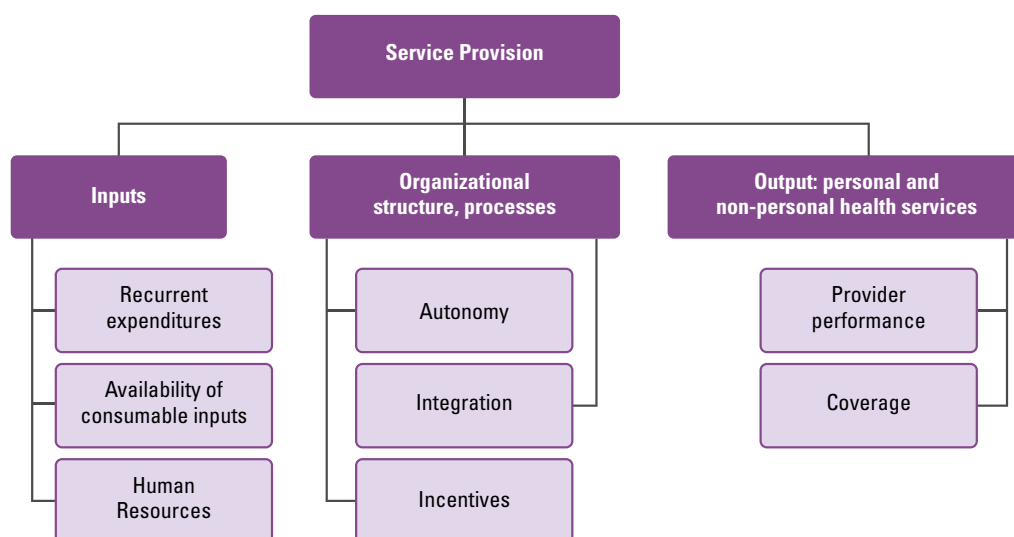 Service Provision
Inputs
Organizational
structure, processes
Output: personal and
non-personal health services
Recurrent
expenditures
Availability of
consumable inputs
Human
Resources
Autonomy
Integration
Incentives
Provider
performance
Coverage